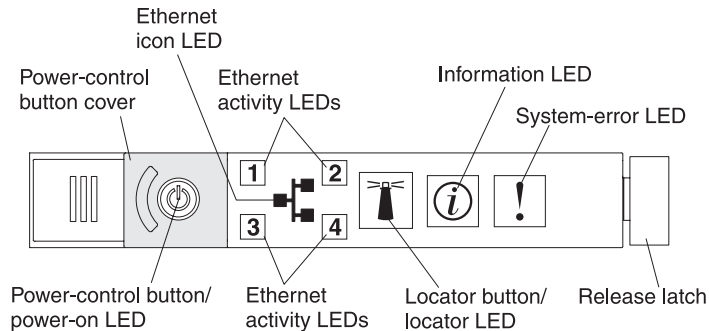 Ethernet
icon LED
Power-control
button cover
Ethernet
activity LEDs
Information LED
System-error LED
1
2
i
!
3
4
Power-control button/
power-on LED
Ethernet
activity LEDs
Locator button/
locator LED
Release latch